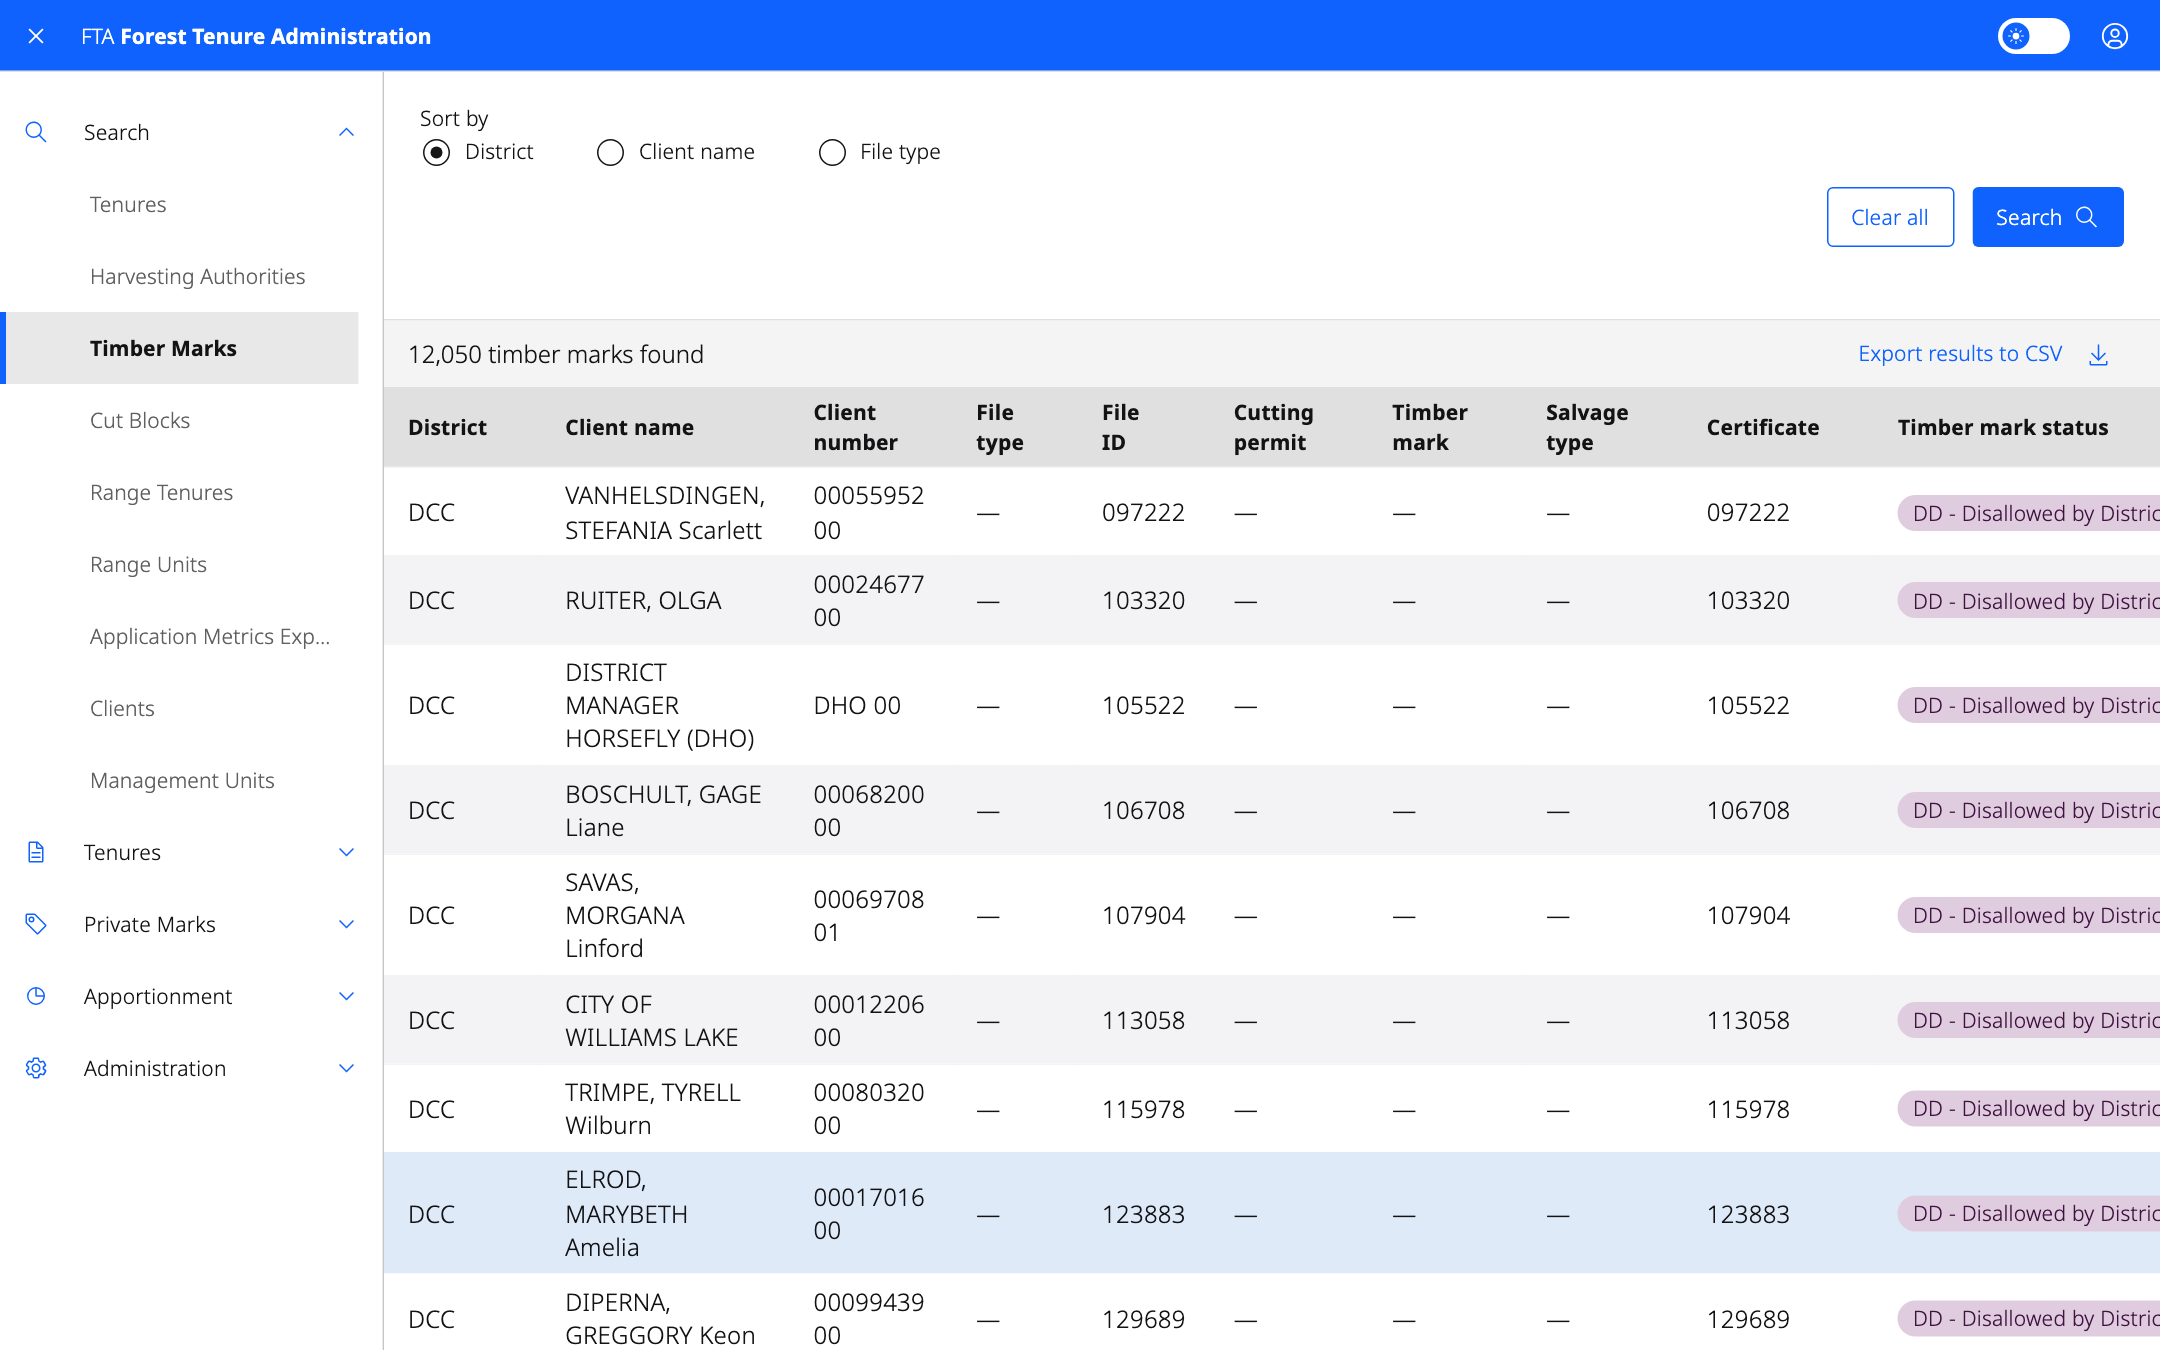 FTA Forest Tenure Administration
Search
Tenures
Harvesting Authorities
Timber Marks
Cut Blocks
Range Tenures
Range Units
Application Metrics Exp...
Clients
Management Units
Tenures
Private Marks
Apportionment
Administration
Sort by
District
Client name
File type
Clear all
Search
12,050 timber marks found
Export results to CSV
District Client name Client number File type File ID Cutting permit Timber mark Salvage type Certificate Timber mark status
DCC VANHELSDINGEN, STEFANIA Scarlett 00055952 00 — 097222 — — — 097222 DD - Disallowed by Distric
DCC RUITER, OLGA 00024677 00 — 103320 — — — 103320 DD - Disallowed by Distric
DCC DISTRICT MANAGER HORSEFLY (DHO) DHO 00 — 105522 — — — 105522 DD - Disallowed by Distric
DCC BOSCHULT, GAGE Liane 00068200 00 — 106708 — — — 106708 DD - Disallowed by Distric
DCC SAVAS, MORGANA Linford 00069708 01 — 107904 — — — 107904 DD - Disallowed by Distric
DCC CITY OF WILLIAMS LAKE 00012206 00 — 113058 — — — 113058 DD - Disallowed by Distric
DCC TRIMPE, TYRELL Wilburn 00080320 00 — 115978 — — — 115978 DD - Disallowed by Distric
DCC ELROD, MARYBETH Amelia 00017016 00 — 123883 — — — 123883 DD - Disallowed by Distric
DCC DIPERNA, GREGGORY Keon 00099439 00 — 129689 — — — 129689 DD - Disallowed by Distric